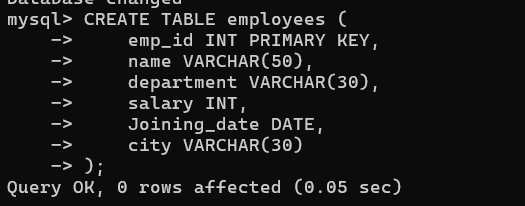 Database changed
mysql> CREATE TABLE employees (
    ->     emp_id INT PRIMARY KEY,
    ->     name VARCHAR(50),
    ->     department VARCHAR(30),
    ->     salary INT,
    ->     Joining_date DATE,
    ->     city VARCHAR(30)
    -> );
Query OK, 0 rows affected (0.05 sec)